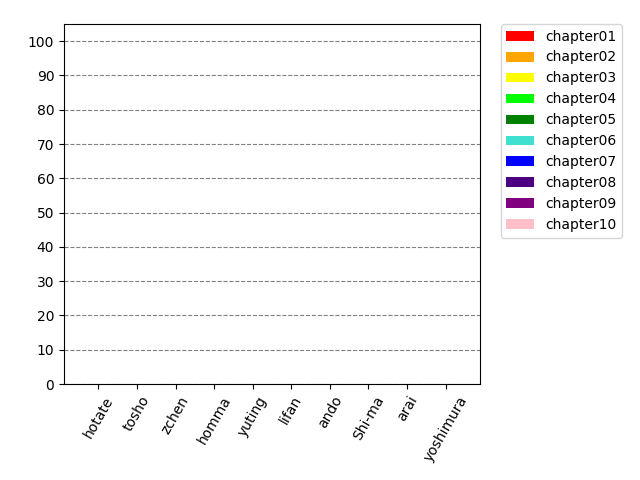 100
90
80
70
60
50
40
30
20
10
0
hotate
tosho
zchen
homma
yuting
lifan
ando
Shi-ma
arai
yoshimura
chapter01
chapter02
chapter03
chapter04
chapter05
chapter06
chapter07
chapter08
chapter09
chapter10